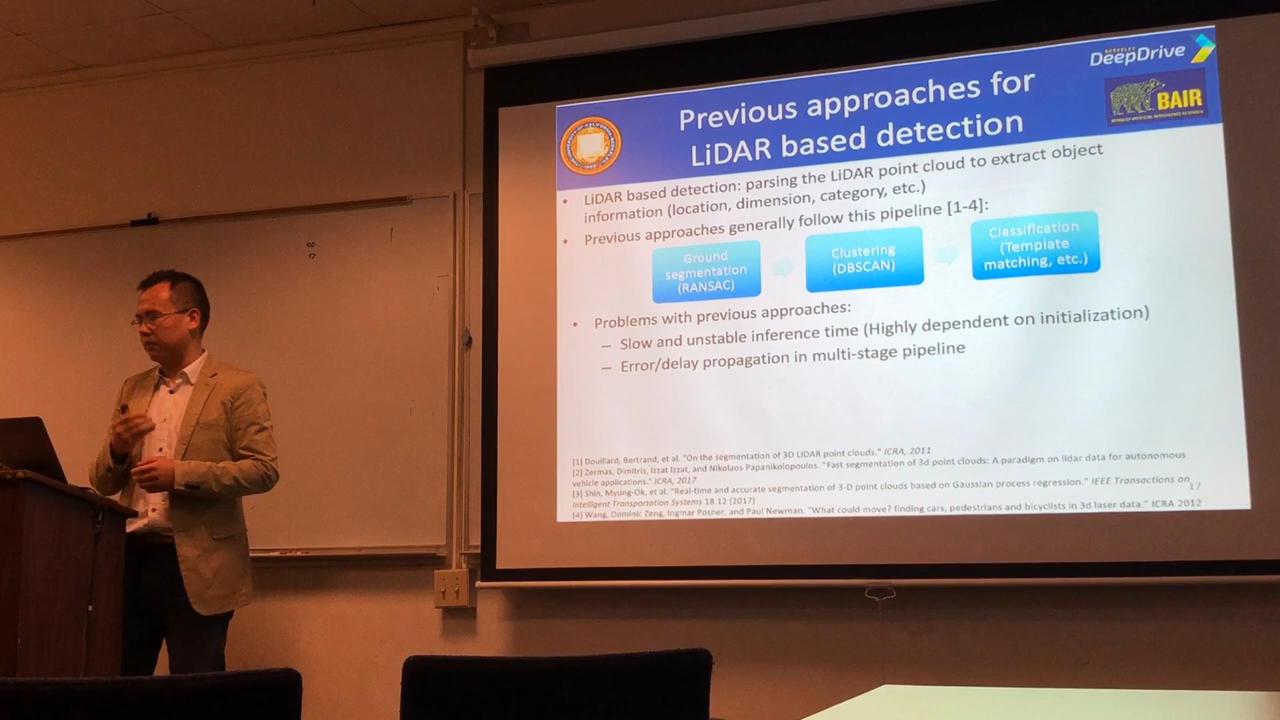 BERKELEY
DeepDrive
BAIR
BERKELEY ARTIFICIAL INTELLIGENCE RESEARCH
Previous approaches for
LiDAR based detection
• LiDAR based detection: parsing the LiDAR point cloud to extract object
information (location, dimension, category, etc.)
• Previous approaches generally follow this pipeline [1-4]:
Ground
segmentation
(RANSAC)
Clustering
(DBSCAN)
Classification
(Template
matching, etc.)
• Problems with previous approaches:
– Slow and unstable inference time (Highly dependent on initialization)
– Error/delay propagation in multi-stage pipeline
[1] Douillard, Bertrand, et al. "On the segmentation of 3D LIDAR point clouds." ICRA, 2011
[2] Zermas, Dimitris, Izzat Izzat, and Nikolaos Papanikolopoulos. "Fast segmentation of 3d point clouds: A paradigm on lidar data for autonomous
vehicle applications." ICRA, 2017
[3] Shin, Myung-Ok, et al. "Real-time and accurate segmentation of 3-D point clouds based on Gaussian process regression." IEEE Transactions on
Intelligent Transportation Systems 18.12 (2017)
[4] Wang, Dominic Zeng, Ingmar Posner, and Paul Newman. "What could move? finding cars, pedestrians and bicyclists in 3d laser data." ICRA 2012
17